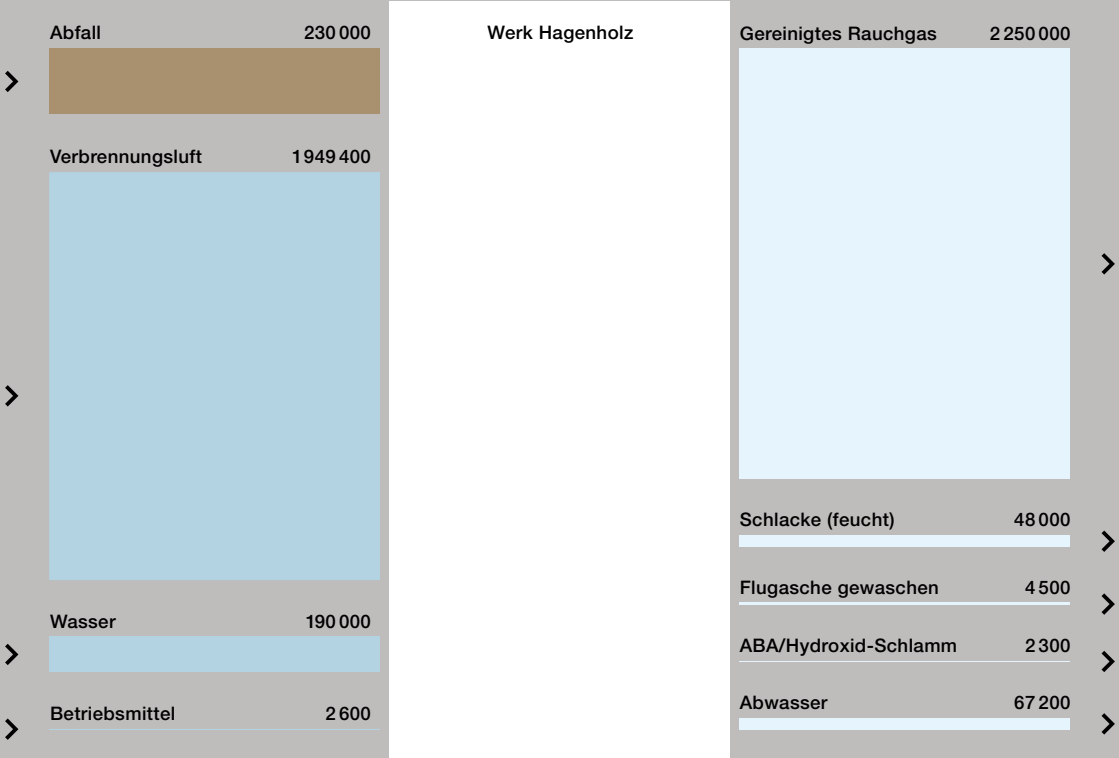 Abfall 230 000
Verbrennungsluft 1 949 400
Wasser 190 000
Betriebsmittel 2 600
Werk Hagenholz
Gereinigtes Rauchgas 2 250 000
Schlacke (feucht) 48 000
Flugasche gewaschen 4 500
ABA/Hydroxid-Schlamm 2 300
Abwasser 67 200